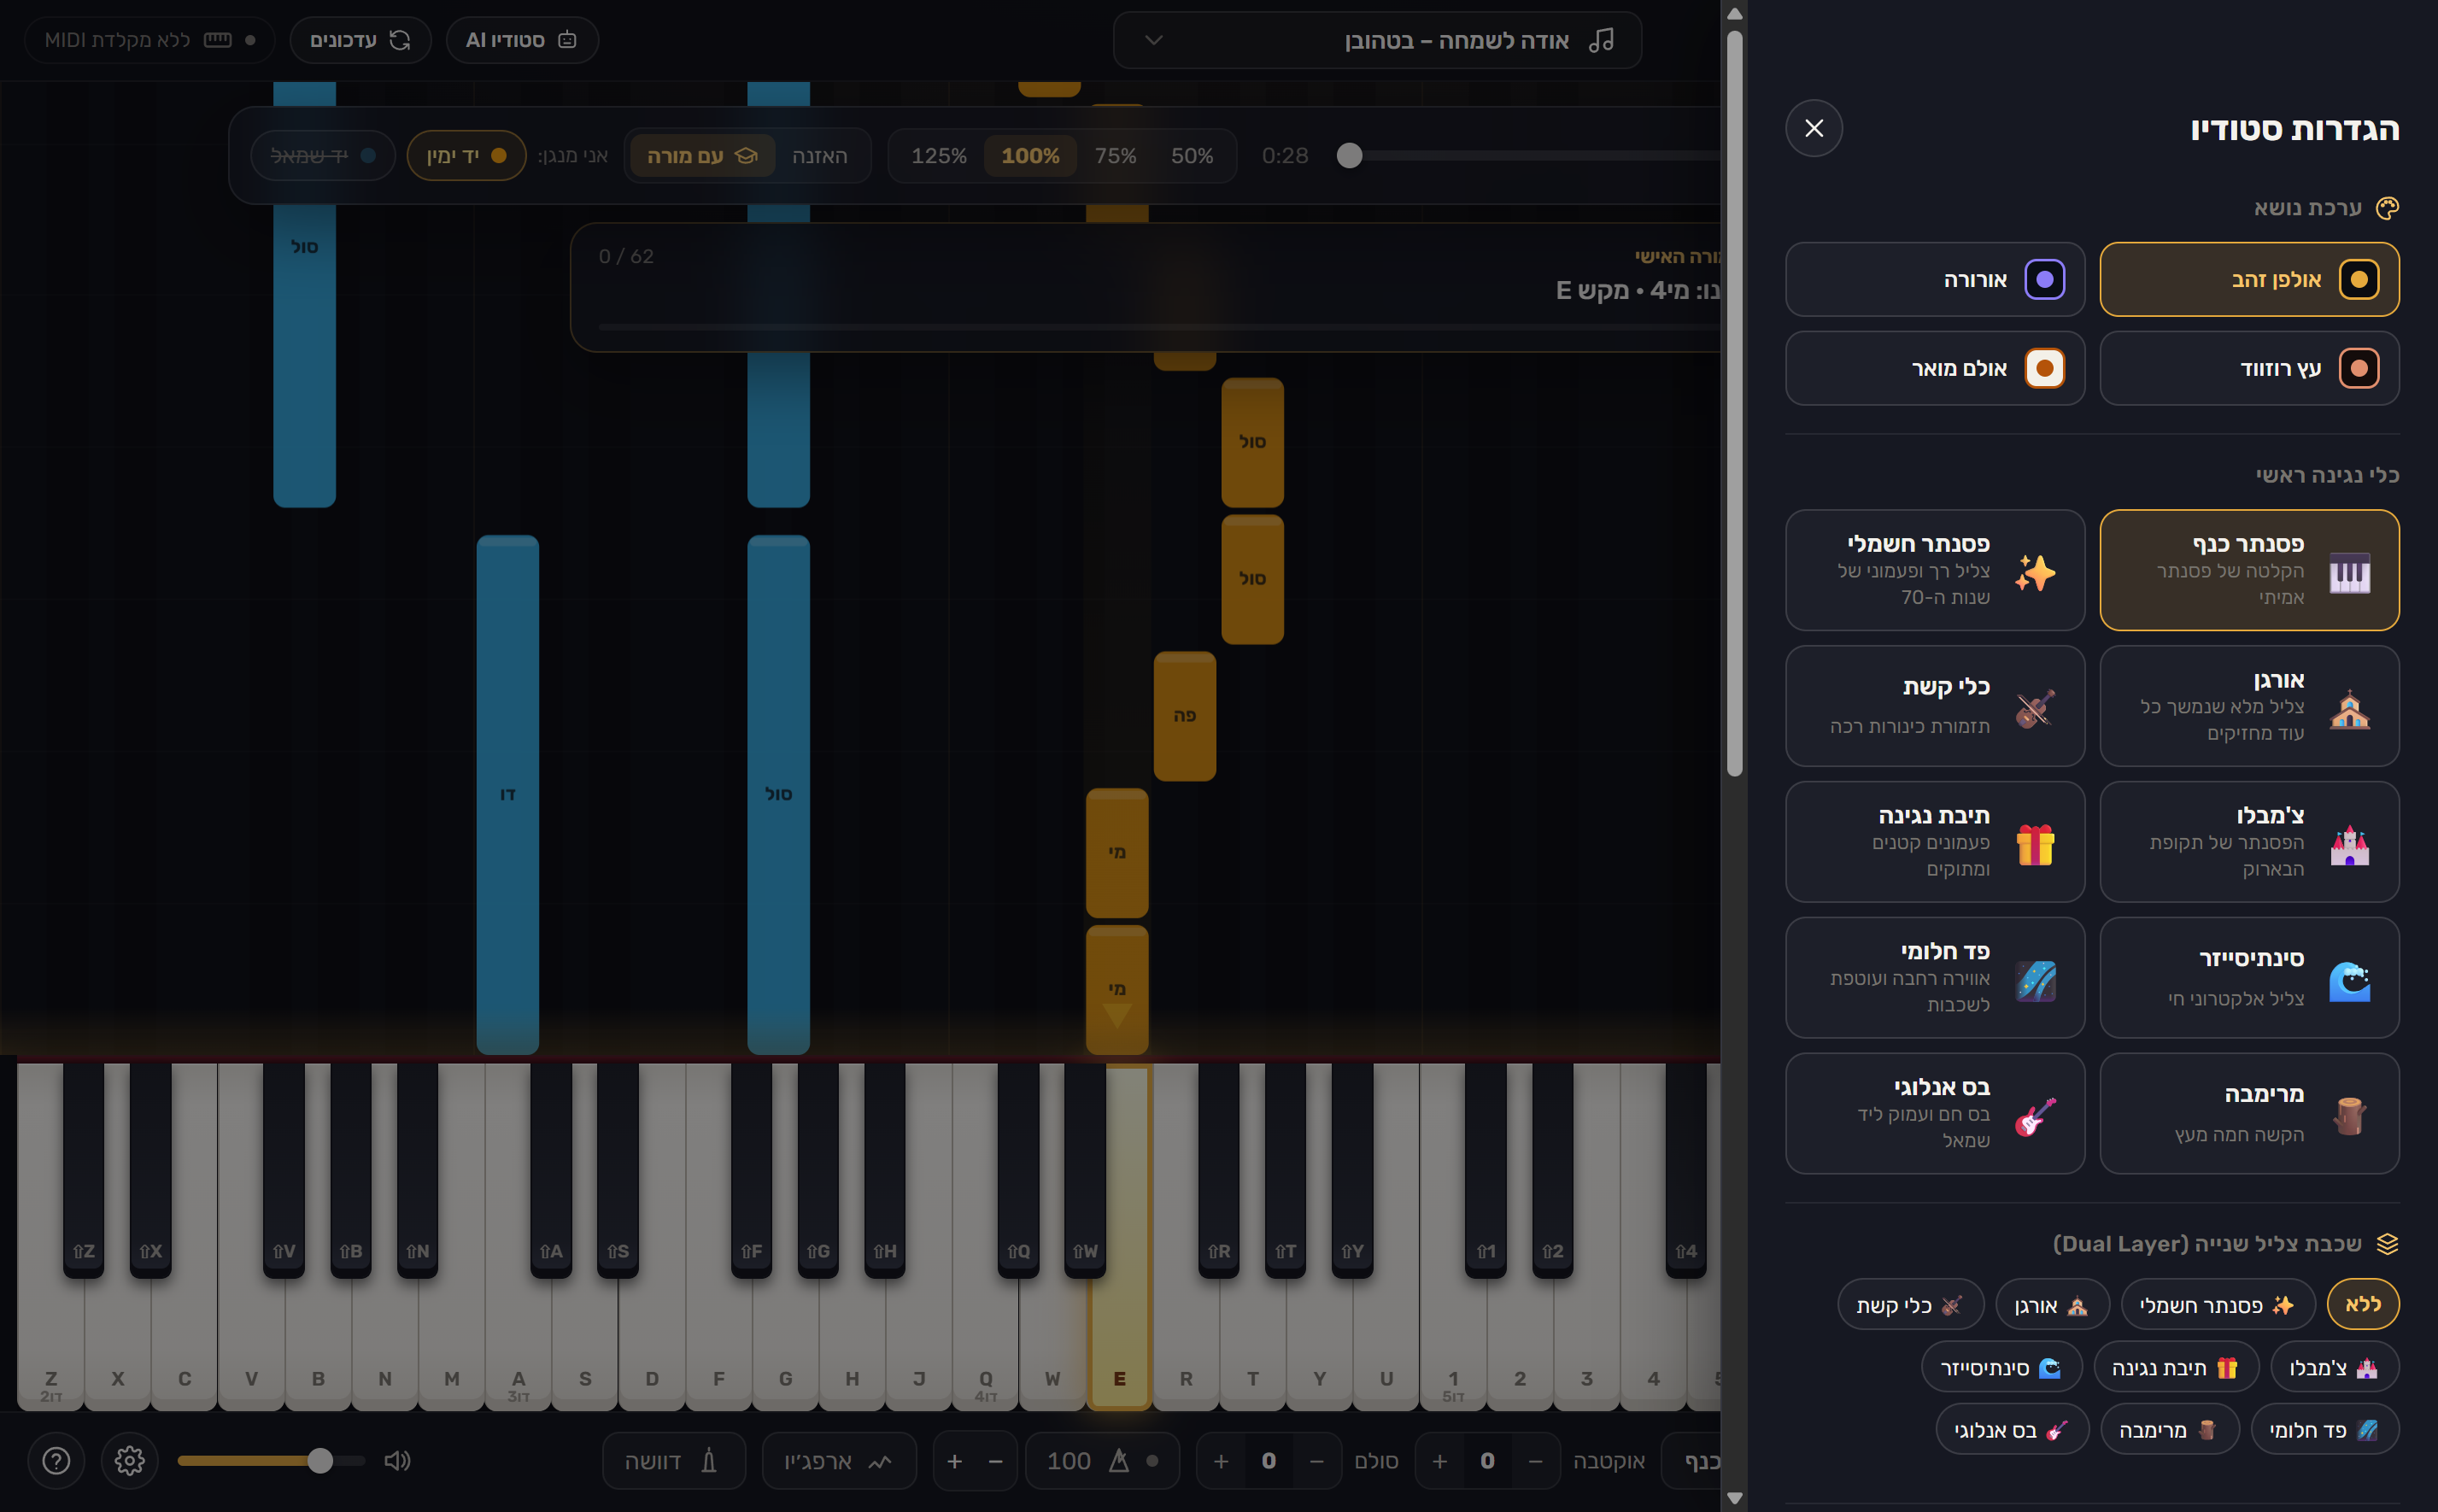 אודה לשמחה – בטהובן
סטודיו AI
עדכונים
ללא מקלדת MIDI
0:28
50%
75%
100%
125%
עם מורה
האזנה
אני מנגן:
יד ימין
יד שמאל
0 / 62
מי4 • מקש E
סול
סול
סול
פה
דו
סול
מי
מי
⇧Z ⇧X ⇧V ⇧B ⇧N ⇧A ⇧S ⇧F ⇧G ⇧H ⇧Q ⇧W ⇧R ⇧T ⇧Y ⇧1 ⇧2 ⇧4
Z X C V B N M A S D F G H J Q W E R T Y U 1 2 3 4
דו2 דו3 דו4 דו5
כנף
אוקטבה
− 0 +
סולם
− 0 +
100
− +
ארפג'יו
דוושה
הגדרות סטודיו
ערכת נושא
אולפן זהב
אורורה
עץ רוזווד
אולם מואר
כלי נגינה ראשי
פסנתר כנף
הקלטה של פסנתר
אמיתי
פסנתר חשמלי
צליל רך ופעמוני של
שנות ה-70
אורגן
צליל מלא שנמשך כל
עוד מחזיקים
כלי קשת
תזמורת כינורות רכה
צ'מבלו
הפסנתר של תקופת
הבארוק
תיבת נגינה
פעמונים קטנים
ומתוקים
סינתיסייזר
צליל אלקטרוני חי
פד חלומי
אווירה רחבה ועוטפת
לשכבות
מרימבה
הקשה חמה מעץ
בס אנלוגי
בס חם ועמוק ליד
שמאל
שכבת צליל שנייה (Dual Layer)
ללא
פסנתר חשמלי
אורגן
כלי קשת
צ'מבלו
תיבת נגינה
סינתיסייזר
פד חלומי
מרימבה
בס אנלוגי